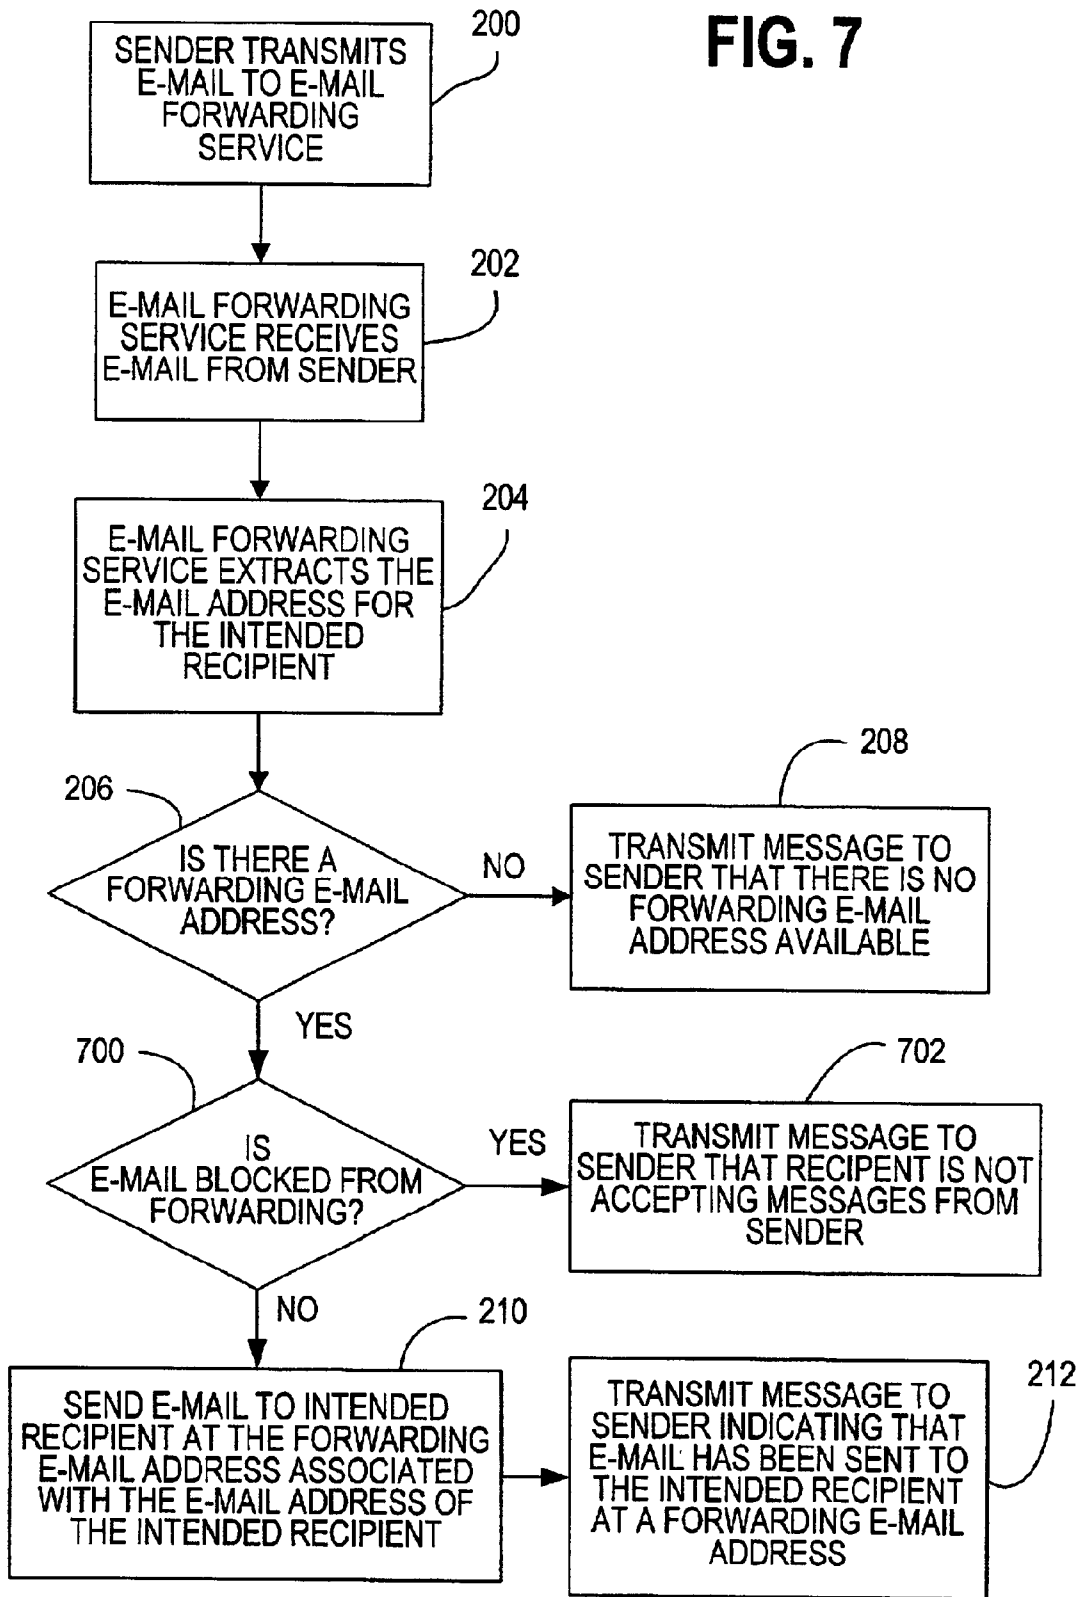 FIG. 7
200
SENDER TRANSMITS
E-MAIL TO E-MAIL
FORWARDING
SERVICE
202
E-MAIL FORWARDING
SERVICE RECEIVES
E-MAIL FROM SENDER
204
E-MAIL FORWARDING
SERVICE EXTRACTS THE
E-MAIL ADDRESS FOR
THE INTENDED
RECIPIENT
206
IS THERE A
FORWARDING E-MAIL
ADDRESS?
NO
208
TRANSMIT MESSAGE TO
SENDER THAT THERE IS NO
FORWARDING E-MAIL
ADDRESS AVAILABLE
YES
700
IS
E-MAIL BLOCKED FROM
FORWARDING?
YES
702
TRANSMIT MESSAGE TO
SENDER THAT RECIPENT IS NOT
ACCEPTING MESSAGES FROM
SENDER
NO
210
SEND E-MAIL TO INTENDED
RECIPIENT AT THE FORWARDING
E-MAIL ADDRESS ASSOCIATED
WITH THE E-MAIL ADDRESS OF
THE INTENDED RECIPIENT
212
TRANSMIT MESSAGE TO
SENDER INDICATING THAT
E-MAIL HAS BEEN SENT TO
THE INTENDED RECIPIENT
AT A FORWARDING E-MAIL
ADDRESS